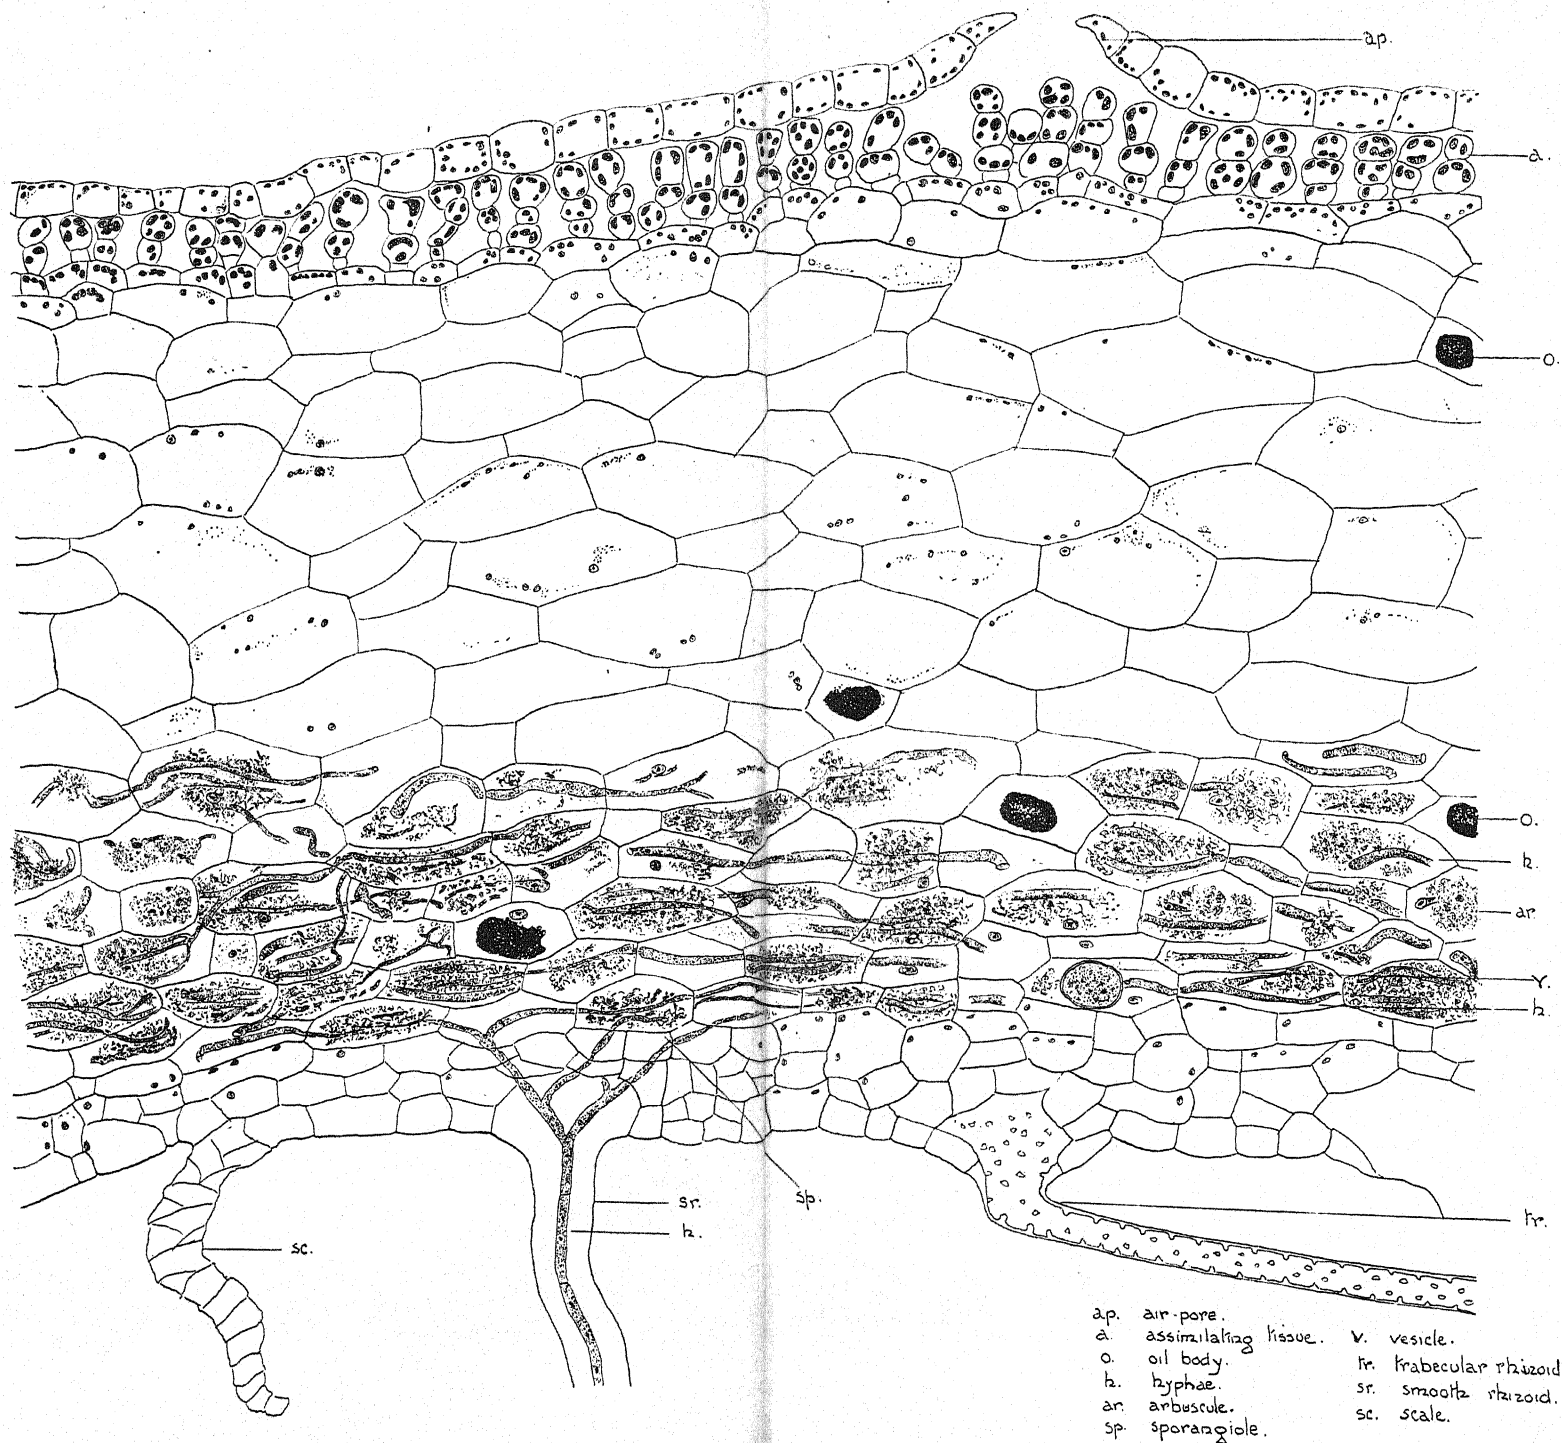 ap.
a.
o.
o.
h.
ar.
v.
h.
sr.
h.
sp.
sc.
tr.
ap. air-pore.
a. assimilating tissue.
o. oil body.
h. hyphae.
ar. arbuscule.
sp. sporangiole.
v. vesicle.
tr. trabecular rhizoid
sr. smooth rhizoid.
sc. scale.